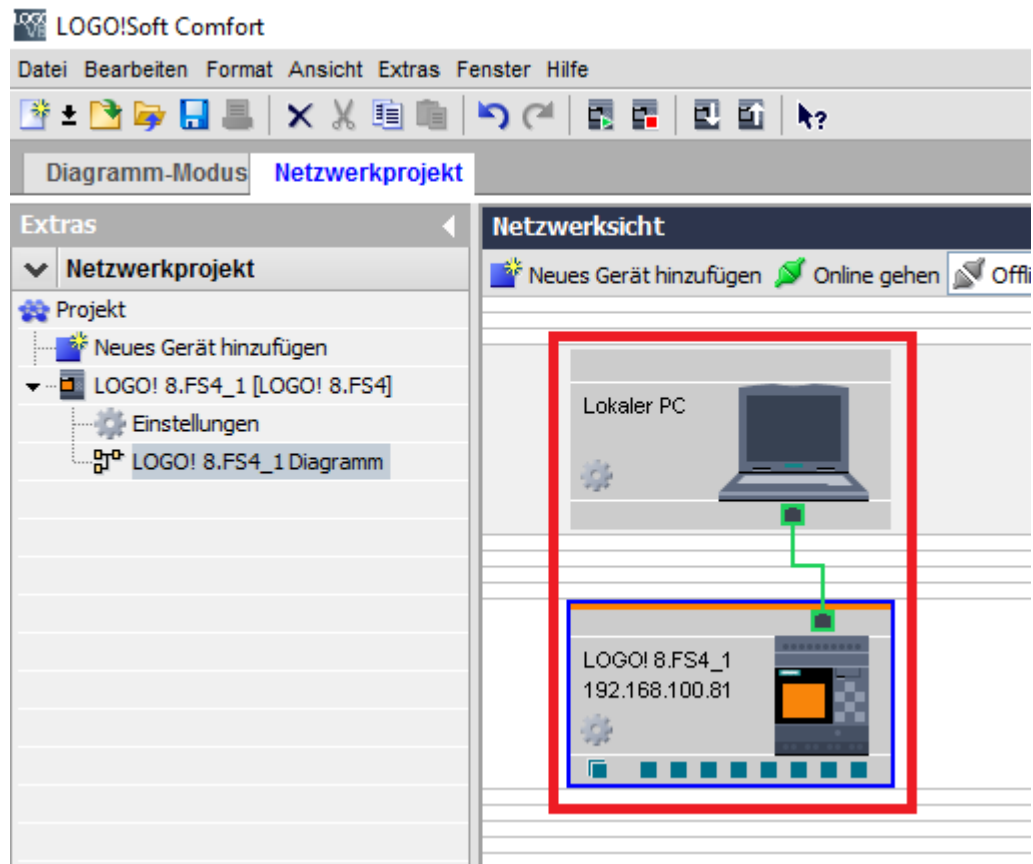 LOGO!Soft Comfort
Datei Bearbeiten Format Ansicht Extras Fenster Hilfe
Diagramm-Modus Netzwerkprojekt
Extras
Netzwerkprojekt
Projekt
Neues Gerät hinzufügen
LOGO! 8.FS4_1 [LOGO! 8.FS4]
Einstellungen
LOGO! 8.FS4_1 Diagramm
Netzwerksicht
Neues Gerät hinzufügen Online gehen Offli
Lokaler PC
LOGO! 8.FS4_1
192.168.100.81